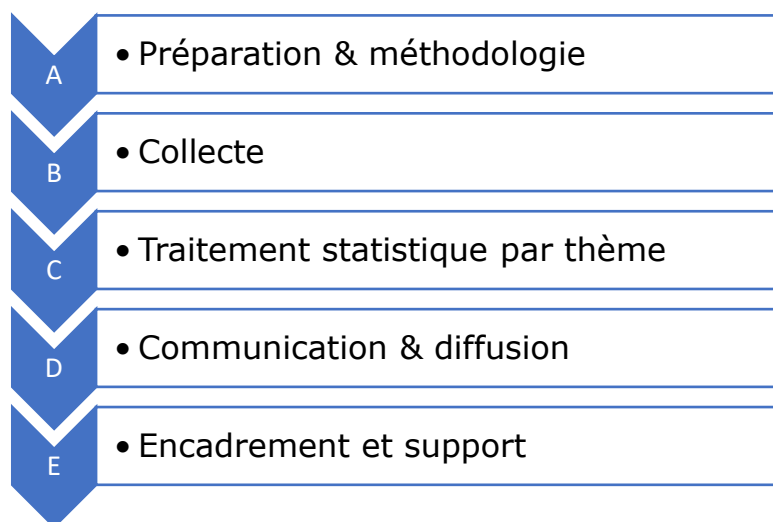 A
• Préparation & méthodologie
B
• Collecte
C
• Traitement statistique par thème
D
• Communication & diffusion
E
• Encadrement et support